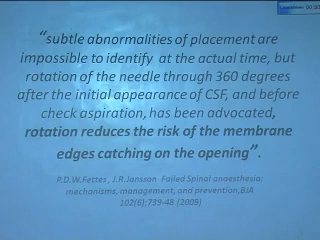 “subtle abnormalities of placement are
impossible to identify at the actual time, but
rotation of the needle through 360 degrees
after the initial appearance of CSF, and before
check aspiration, has been advocated,
rotation reduces the risk of the membrane
edges catching on the opening”.
P.D.W.Fettes , J.R.Jansson Failed Spinal anaesthesia:
mechanisms, management, and prevention,BJA
102(6):739-48 (2009)